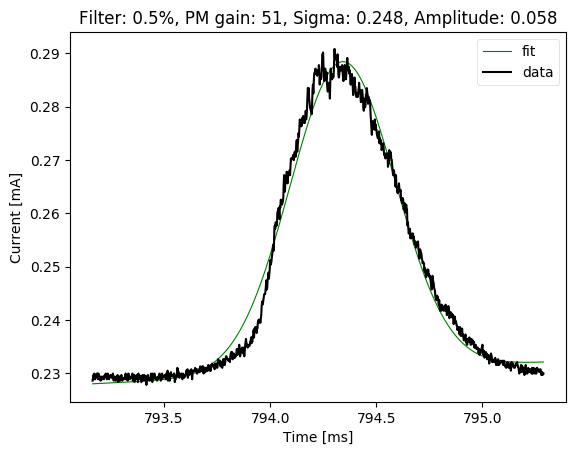 Filter: 0.5%, PM gain: 51, Sigma: 0.248, Amplitude: 0.058
fit
data
0.29
0.28
0.27
0.26
0.25
0.24
0.23
Current [mA]
793.5
794.0
794.5
795.0
Time [ms]